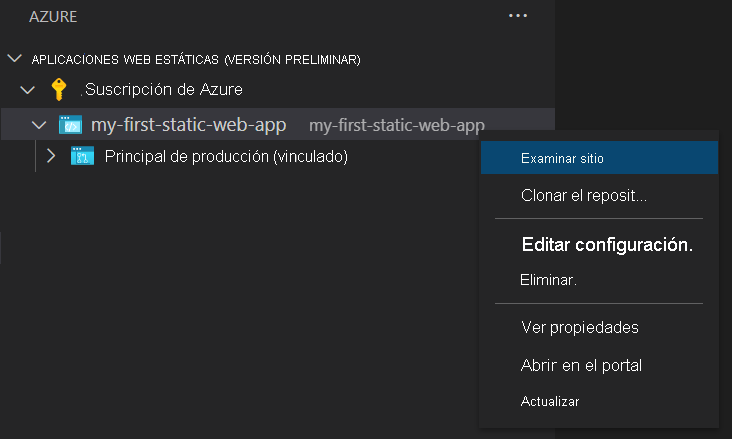 AZURE
APLICACIONES WEB ESTÁTICAS (VERSIÓN PRELIMINAR)
.Suscripción de Azure
my-first-static-web-app my-first-static-web-app
Principal de producción (vinculado)
Examinar sitio
Clonar el reposit...
Editar configuración.
Eliminar.
Ver propiedades
Abrir en el portal
Actualizar